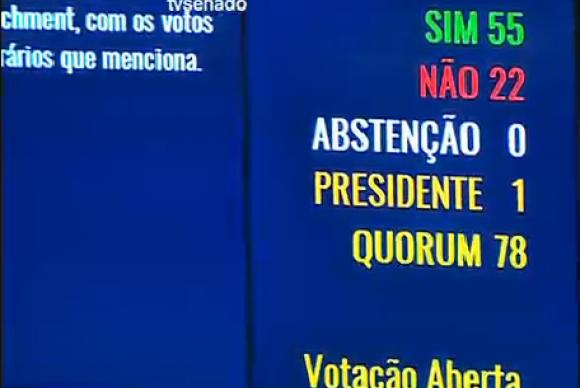 tvsenado
chment, com os votos
rários que menciona.
SIM 55
NÃO 22
ABSTENÇÃO 0
PRESIDENTE 1
QUORUM 78
Votação Aberta